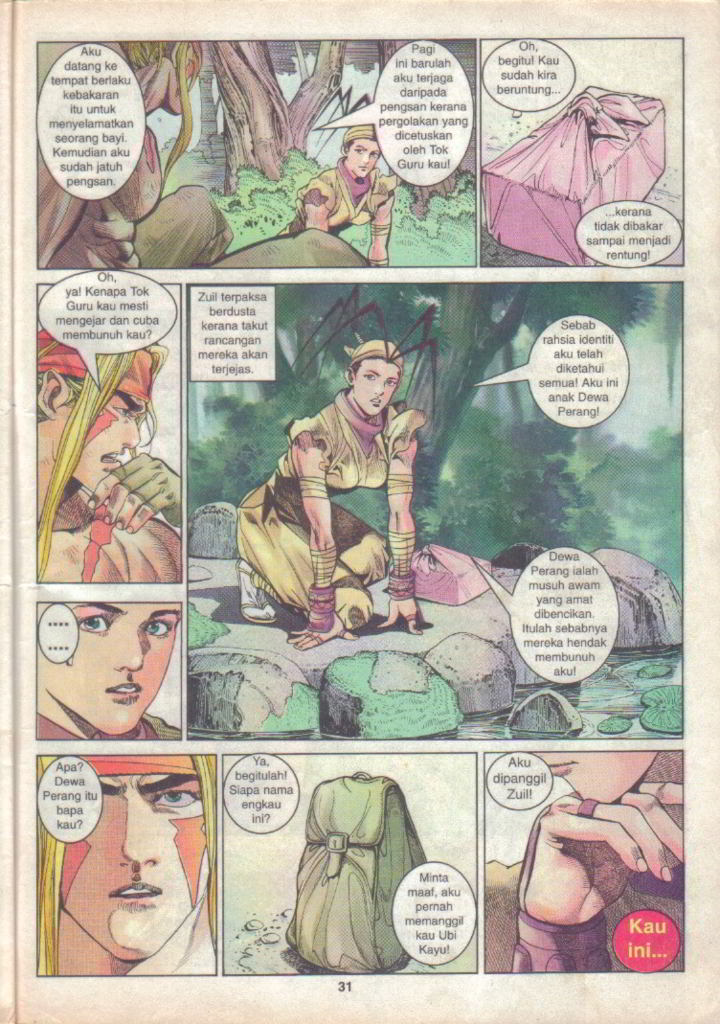 Aku
datang ke
tempat berlaku
kebakaran
itu untuk
menyelamatkan
seorang bayi.
Kemudian aku
sudah jatuh
pengsan.
Pagi
ini barulah
aku terjaga
daripada
pengsan kerana
pergolakan yang
dicetuskan
oleh Tok
Guru kau!
Oh,
begitu! Kau
sudah kira
beruntung...
...kerana
tidak dibakar
sampai menjadi
rentung!
Oh,
ya! Kenapa Tok
Guru kau mesti
mengejar dan cuba
membunuh kau?
Zuil terpaksa
berdusta
kerana takut
rancangan
mereka akan
terjejas.
Sebab
rahsia identiti
aku telah
diketahui
semua! Aku ini
anak Dewa
Perang!
Dewa
Perang ialah
musuh awam
yang amat
dibencikan.
Itulah sebabnya
mereka hendak
membunuh
aku!
....
....
Apa?
Dewa
Perang itu
bapa
kau?
Ya,
begitulah!
Siapa nama
engkau
ini?
Minta
maaf, aku
pernah
memanggil
kau Ubi
Kayu!
Aku
dipanggil
Zuil!
Kau
ini...
31